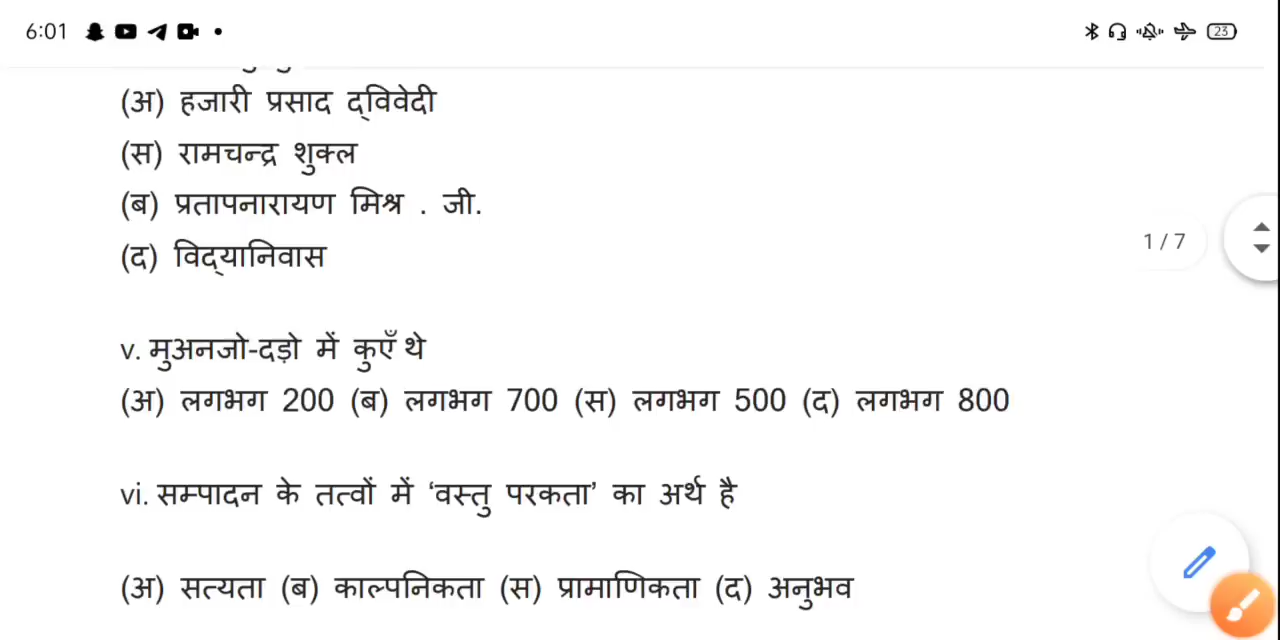 6:01
23
(अ) हजारी प्रसाद द्विवेदी
(स) रामचन्द्र शुक्ल
(ब) प्रतापनारायण मिश्र . जी.
(द) विद्यानिवास
1 / 7
v. मुअनजो-दड़ो में कुएँ थे
(अ) लगभग 200 (ब) लगभग 700 (स) लगभग 500 (द) लगभग 800
vi. सम्पादन के तत्वों में ‘वस्तु परकता’ का अर्थ है
(अ) सत्यता (ब) काल्पनिकता (स) प्रामाणिकता (द) अनुभव